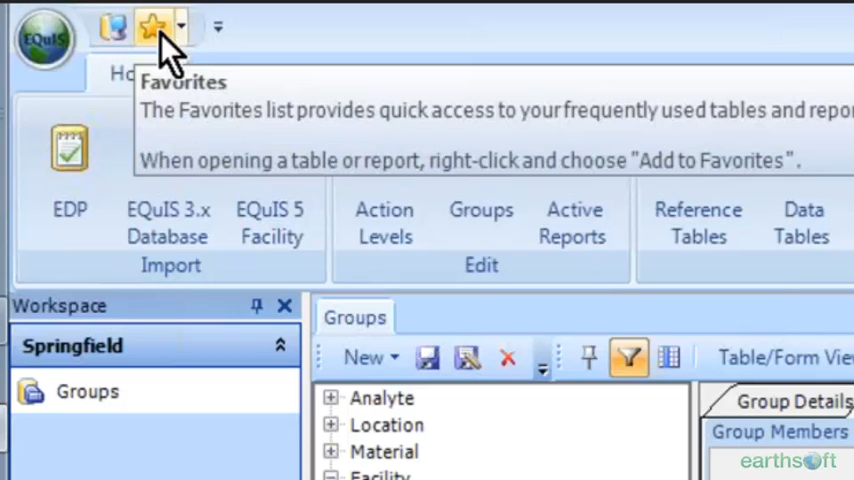 EQuIS
Favorites
The Favorites list provides quick access to your frequently used tables and
When opening a table or report, right-click and choose "Add to Favorites".
EDP
EQuIS 3.x
Database
EQuIS 5
Facility
Import
Action
Levels
Groups
Active
Reports
Edit
Reference
Tables
Data
Tables
Workspace
Springfield
Groups
Groups
New
Table/Form
Analyte
Location
Material
Facility
Group Details
Group Members
earthsoft